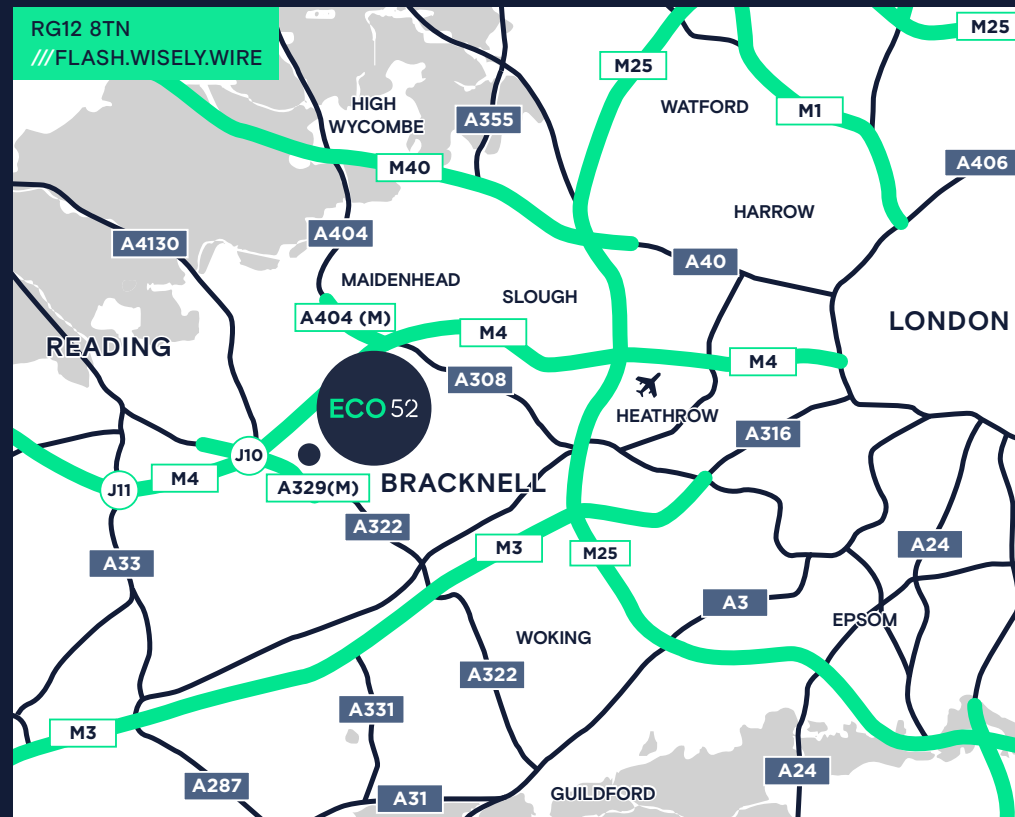 RG12 8TN
///FLASH.WISELY.WIRE
M25
M25
WATFORD
M1
HIGH
WYCOMBE
A355
M40
A406
HARROW
A404
A4130
A40
MAIDENHEAD
SLOUGH
A404 (M)
LONDON
M4
READING
M4
A308
ECO52
HEATHROW
A316
J10
M4
J11
A329(M)
BRACKNELL
A322
A24
M3
M25
A33
A3
EPSOM
WOKING
A322
A331
M3
A24
A287
A31
GUILDFORD